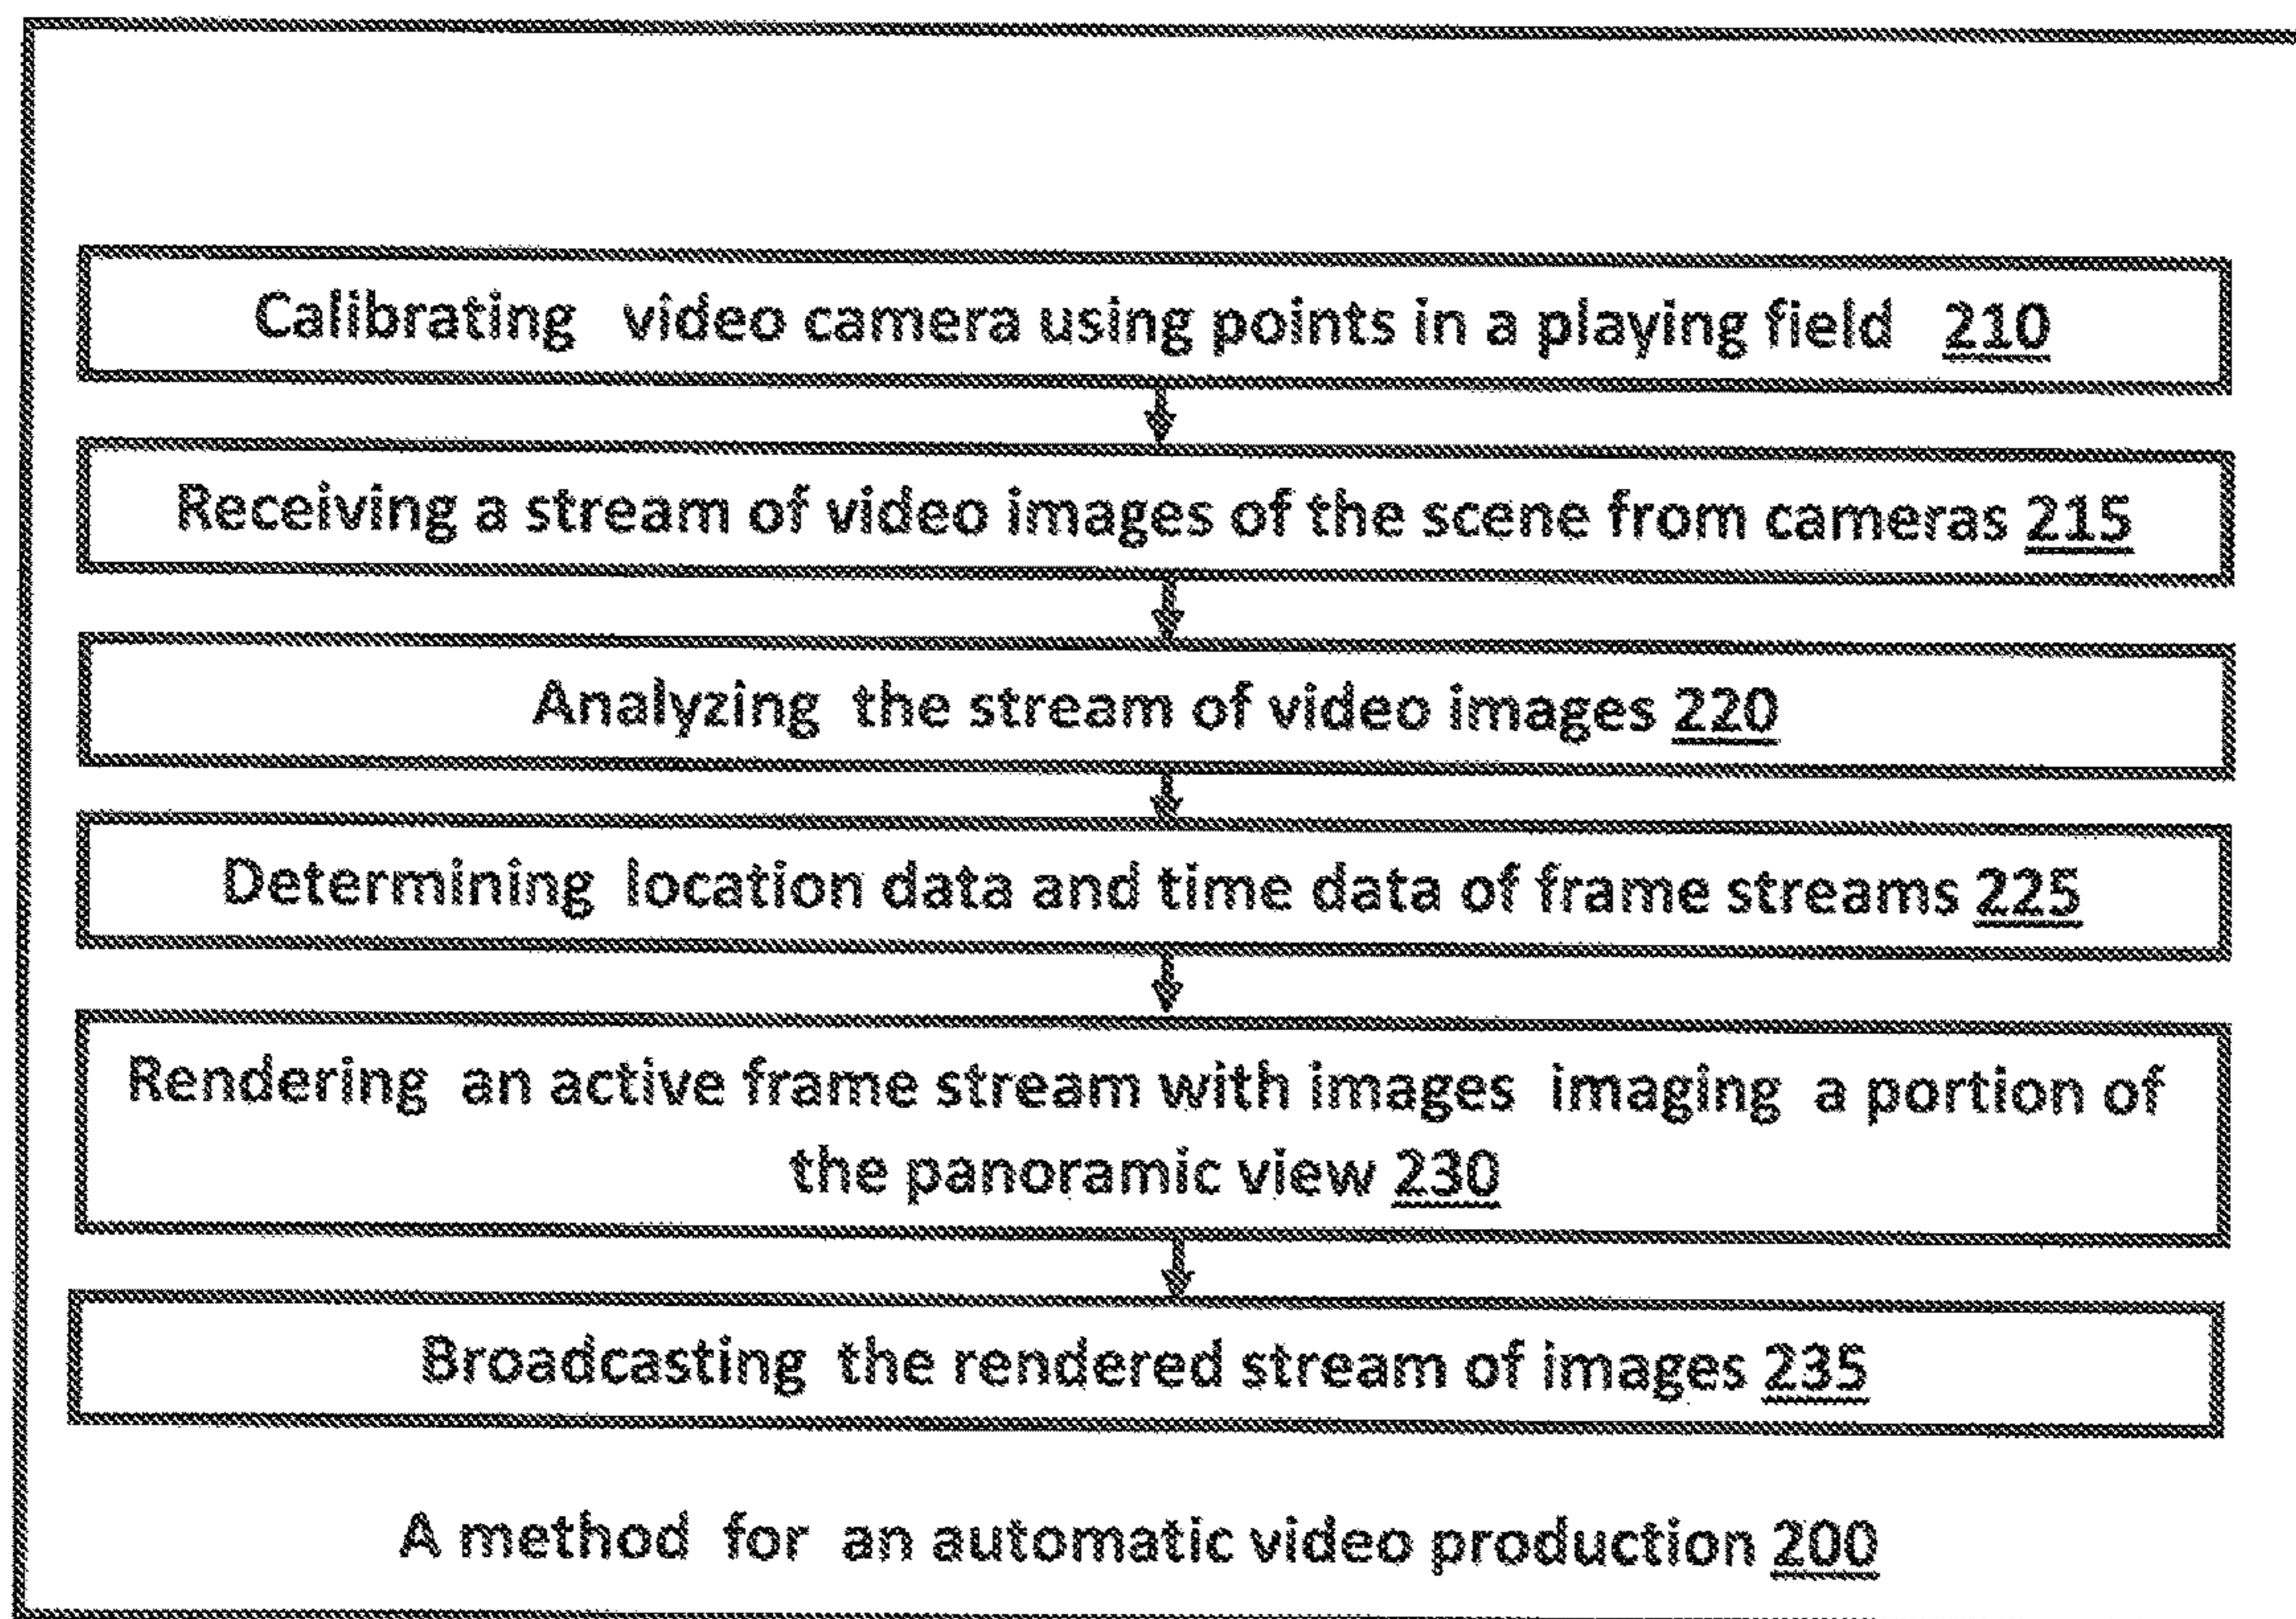 Calibrating video camera using points in a playing field 210
Receiving a stream of video images of the scene from cameras 215
Analyzing the stream of video images 220
Determining location data and time data of frame streams 225
Rendering an active frame stream with images imaging a portion of
the panoramic view 230
Broadcasting the rendered stream of images 235
A method for an automatic video production 200